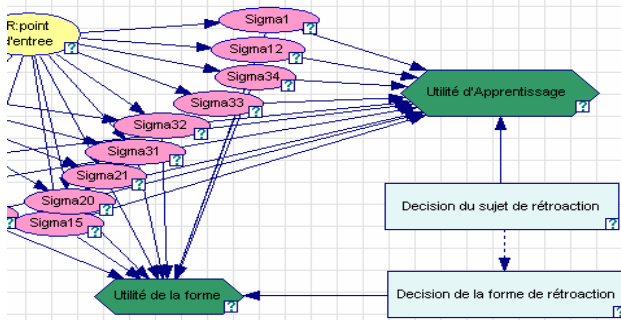 R:point
d'entree
?
Sigma1
?
Sigma12
?
Sigma34
?
Sigma33
?
Sigma32
?
Sigma31
?
Sigma21
?
Sigma20
?
Sigma15
?
?
Utilité d'Apprentissage
?
Decision du sujet de rétroaction
?
Decision de la forme de rétroaction
?
Utilité de la forme
?